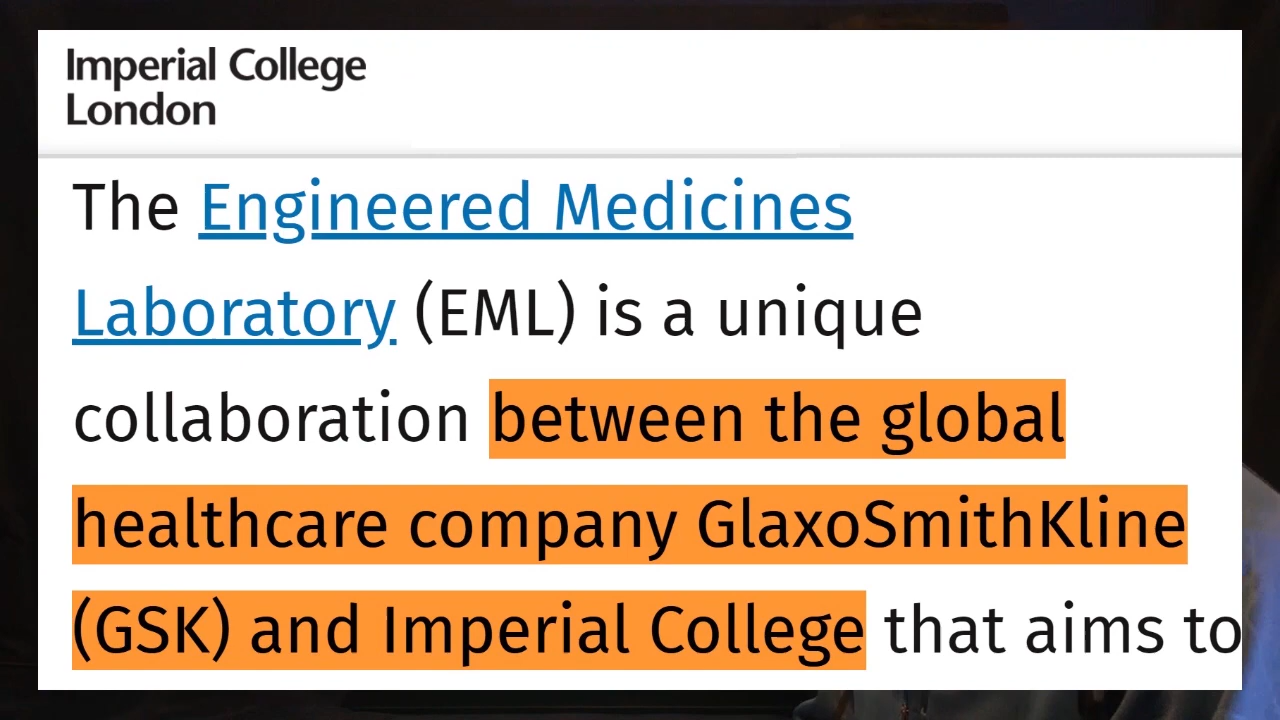 Imperial College
London
The Engineered Medicines
Laboratory (EML) is a unique
collaboration between the global
healthcare company GlaxoSmithKline
(GSK) and Imperial College that aims to